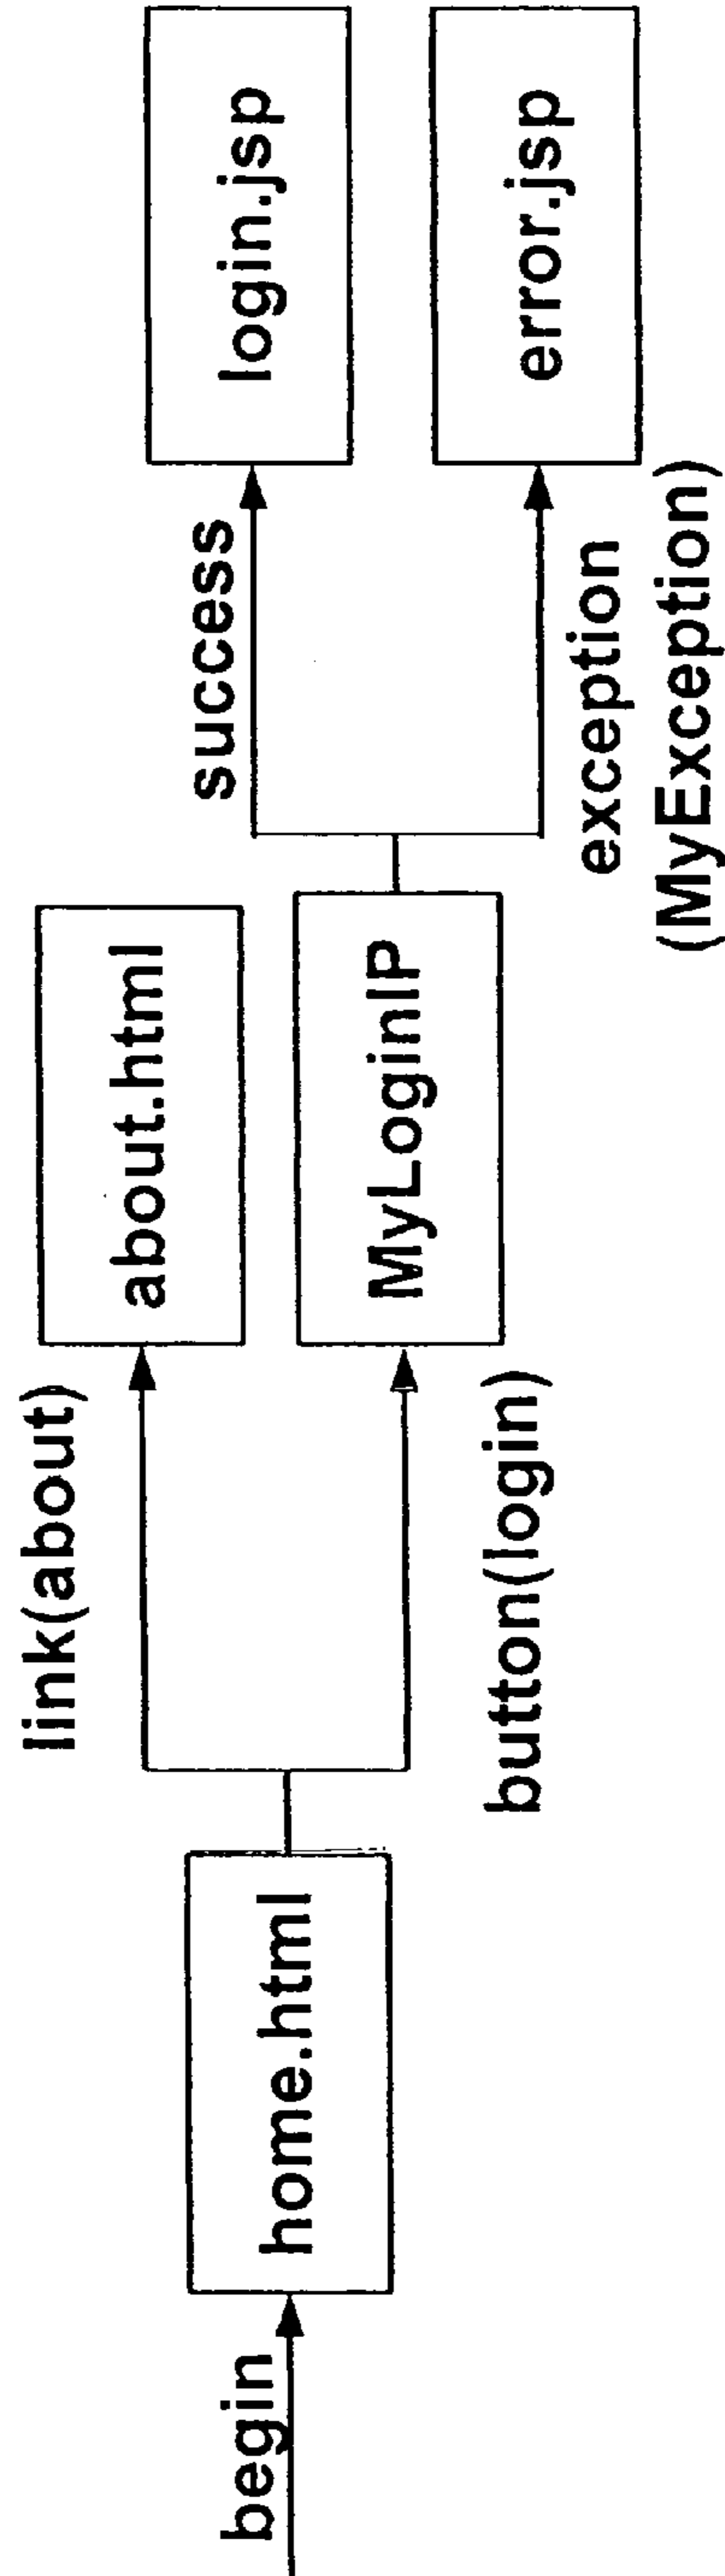 begin
home.html
link(about)
button(login)
about.html
MyLoginIP
success
exception
(MyException)
login.jsp
error.jsp